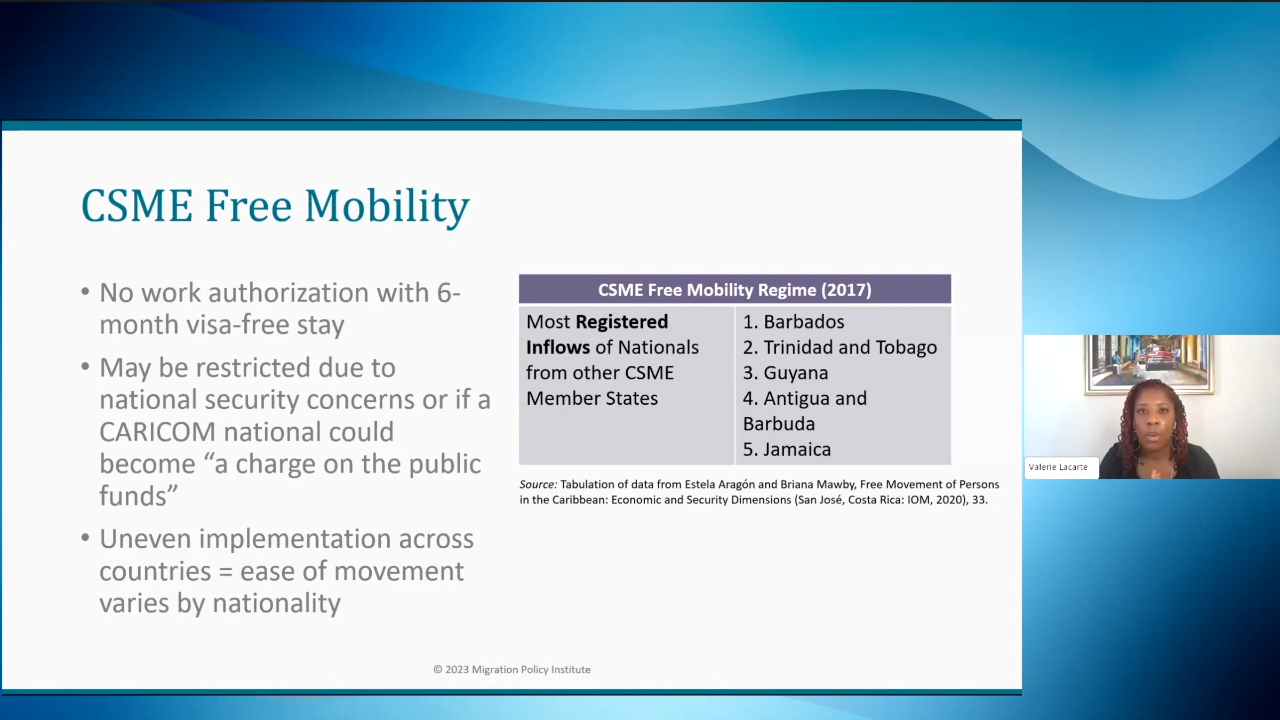 CSME Free Mobility
• No work authorization with 6-
month visa-free stay
• May be restricted due to
national security concerns or if a
CARICOM national could
become “a charge on the public
funds”
• Uneven implementation across
countries = ease of movement
varies by nationality
CSME Free Mobility Regime (2017)
Most Registered
Inflows of Nationals
from other CSME
Member States
1. Barbados
2. Trinidad and Tobago
3. Guyana
4. Antigua and
Barbuda
5. Jamaica
Source: Tabulation of data from Estela Aragón and Briana Mawby, Free Movement of Persons
in the Caribbean: Economic and Security Dimensions (San José, Costa Rica: IOM, 2020), 33.
© 2023 Migration Policy Institute
Valerie Lacarte